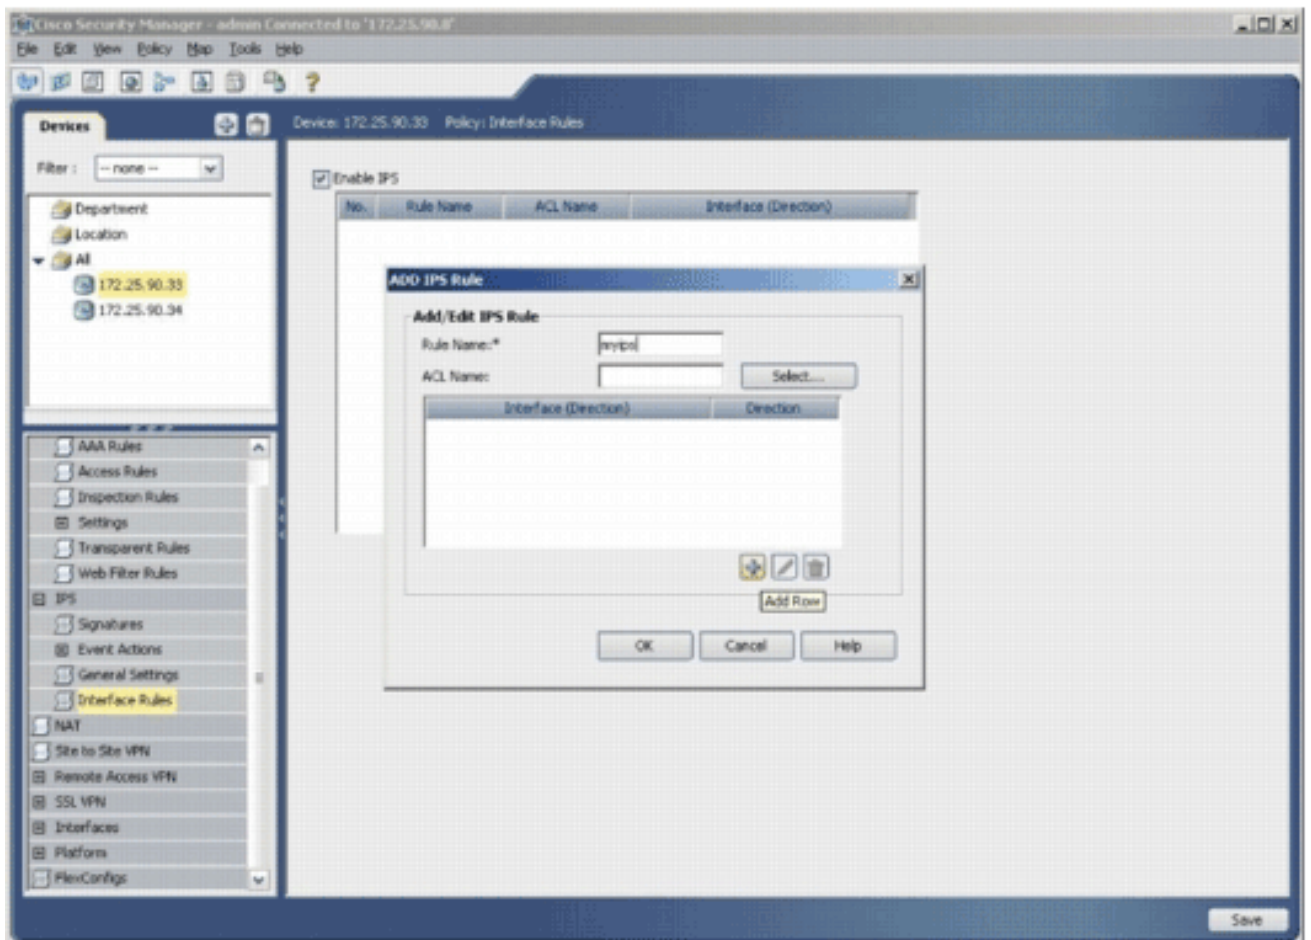 Cisco Security Manager - admin Connected to '172.25.90.8'
File Edit View Policy Map Tools Help
Devices
Device: 172.25.90.33 Policy: Interface Rules
Filter : -- none --
Enable IPS
No. Rule Name ACL Name Interface (Direction)
Department
Location
All
172.25.90.33
172.25.90.34
ADD IPS Rule
Add/Edit IPS Rule
Rule Name:* myips
ACL Name: Select....
Interface (Direction) Direction
Add Row
OK Cancel Help
AAA Rules
Access Rules
Inspection Rules
Settings
Transparent Rules
Web Filter Rules
IPS
Signatures
Event Actions
General Settings
Interface Rules
NAT
Site to Site VPN
Remote Access VPN
SSL VPN
Interfaces
Platform
FlexConfigs
Save